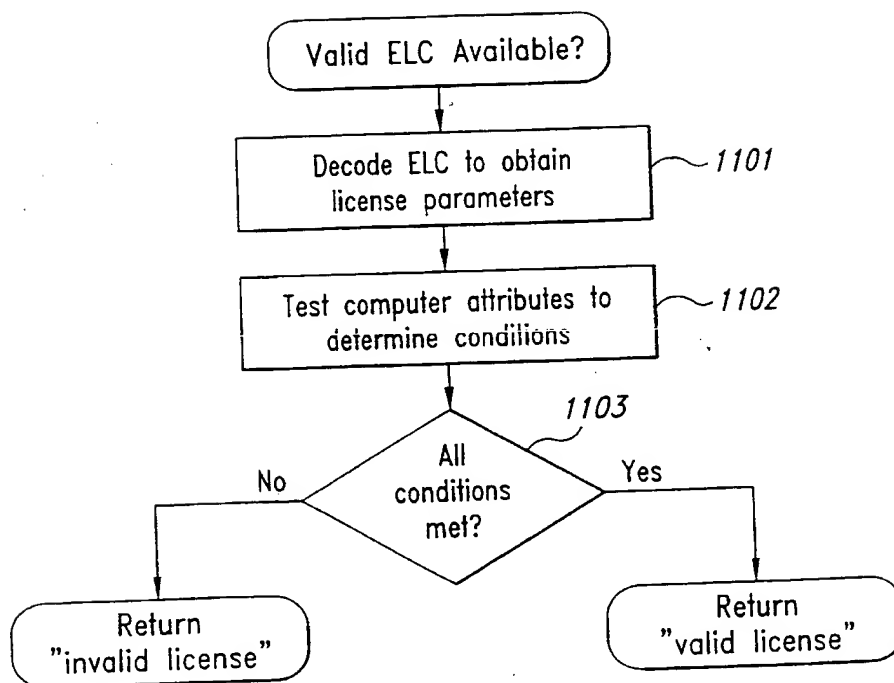 Valid ELC Available?
Decode ELC to obtain
license parameters
1101
Test computer attributes to
determine conditions
1102
1103
All
conditions
met?
No
Yes
Return
"invalid license"
Return
"valid license"